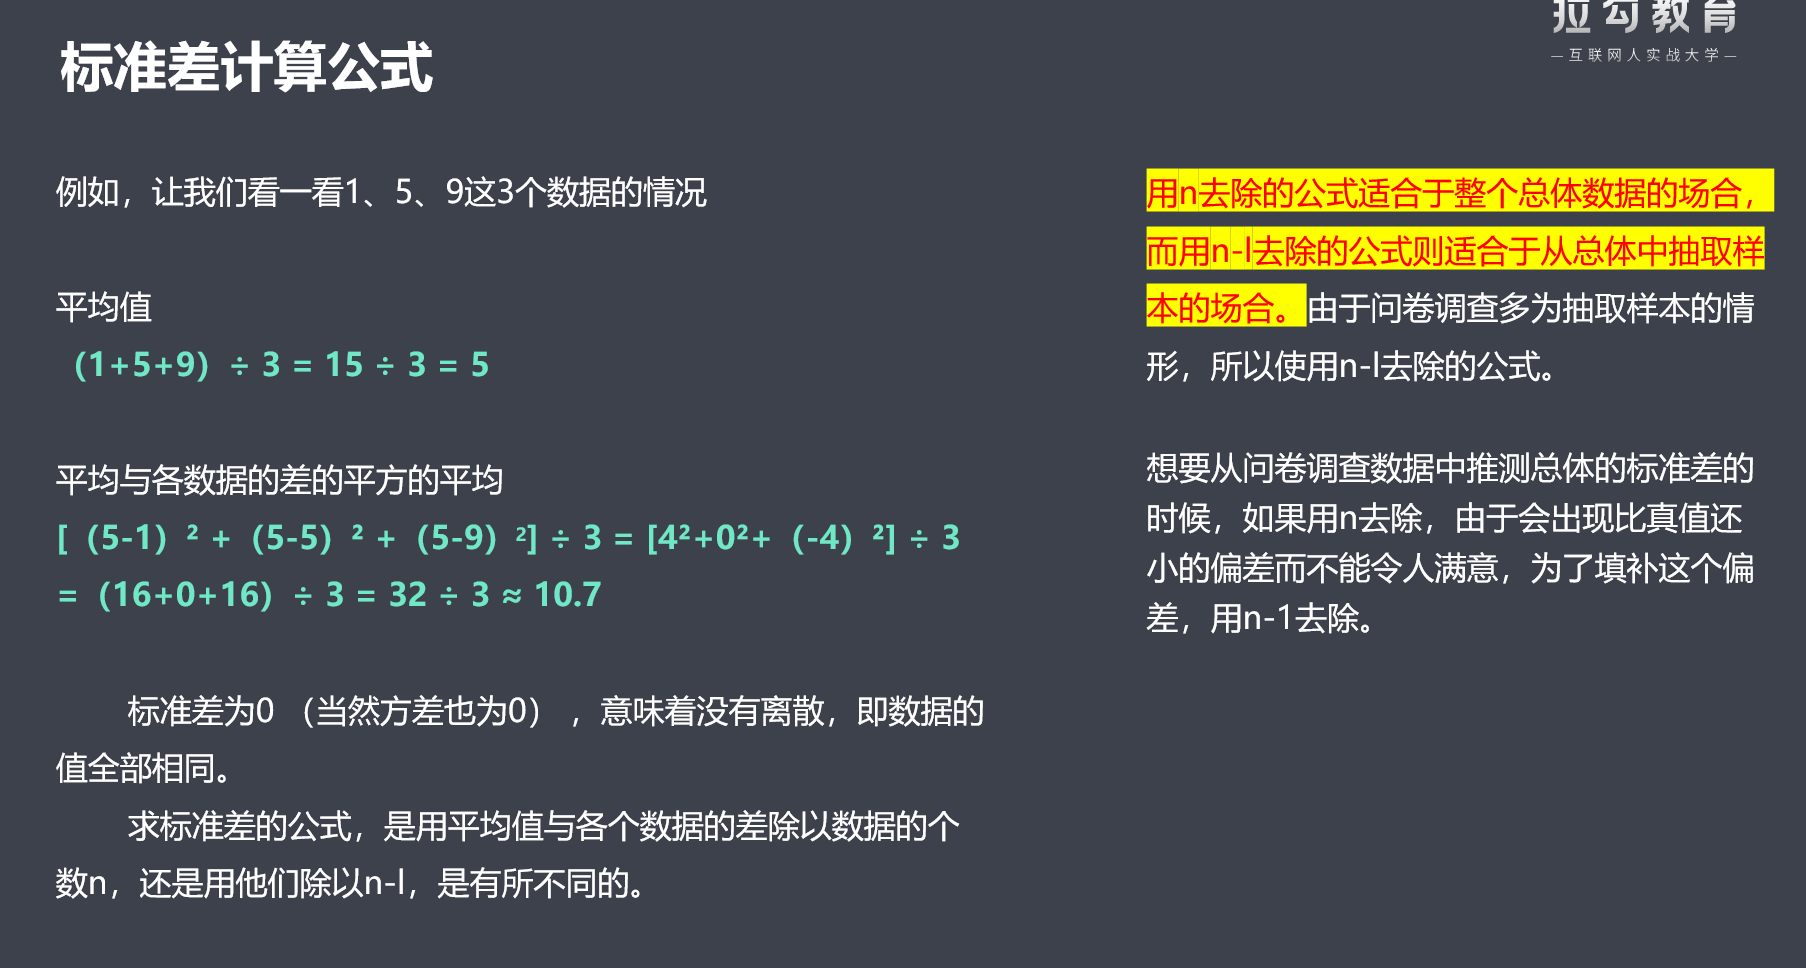 拉勾教育
—互联网人实战大学—
标准差计算公式
例如，让我们看一看1、5、9这3个数据的情况
平均值
（1+5+9）÷ 3 = 15 ÷ 3 = 5
平均与各数据的差的平方的平均
[（5-1）² +（5-5）² +（5-9）²] ÷ 3 = [4²+0²+（-4）²] ÷ 3
=（16+0+16）÷ 3 = 32 ÷ 3 ≈ 10.7
标准差为0 （当然方差也为0） ，意味着没有离散，即数据的
值全部相同。
求标准差的公式，是用平均值与各个数据的差除以数据的个
数n，还是用他们除以n-l，是有所不同的。
用n去除的公式适合于整个总体数据的场合，
而用n-l去除的公式则适合于从总体中抽取样
本的场合。由于问卷调查多为抽取样本的情
形，所以使用n-l去除的公式。
想要从问卷调查数据中推测总体的标准差的
时候，如果用n去除，由于会出现比真值还
小的偏差而不能令人满意，为了填补这个偏
差，用n-1去除。